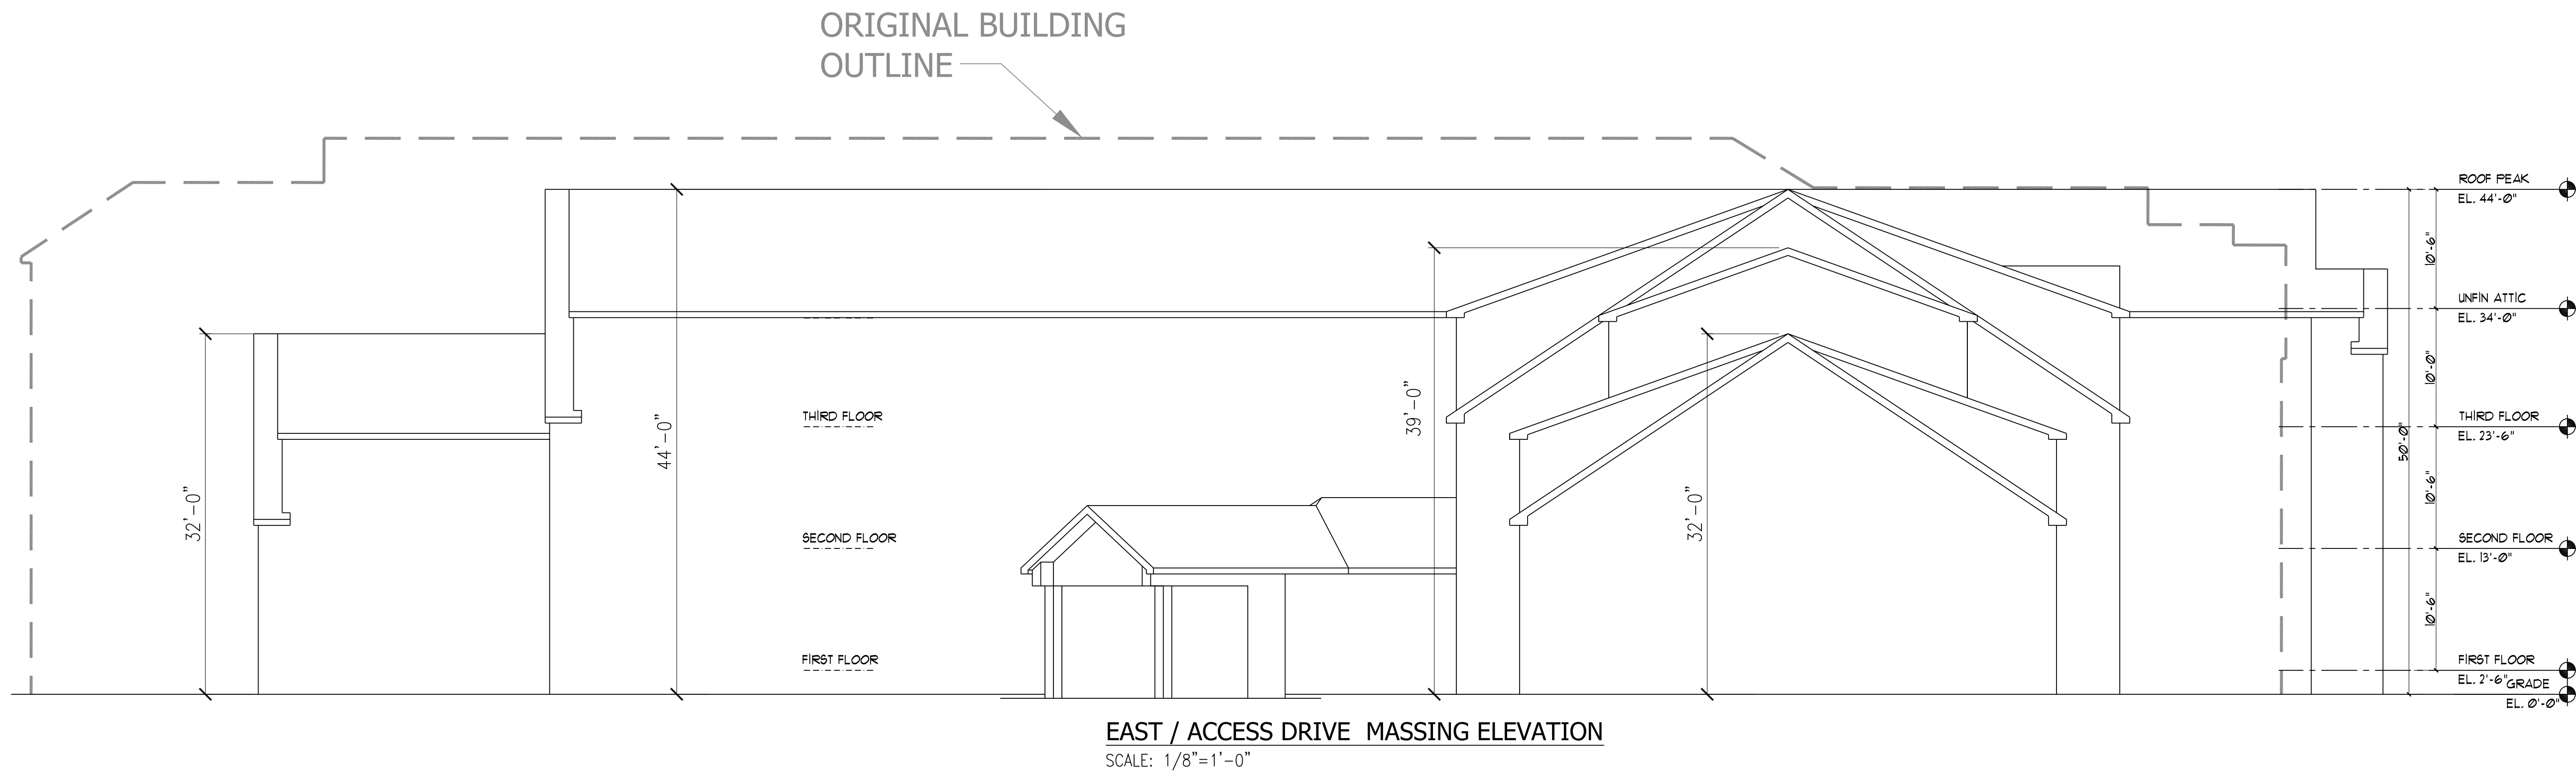 ORIGINAL BUILDING
OUTLINE
ROOF PEAK
EL. 44'-0"
10'-6"
UNFIN ATTIC
EL. 34'-0"
10'-0"
39'-0"
THIRD FLOOR
THIRD FLOOR
EL. 23'-6"
44'-0"
50'-0"
32'-0"
32'-0"
10'-6"
SECOND FLOOR
SECOND FLOOR
EL. 13'-0"
10'-6"
FIRST FLOOR
FIRST FLOOR
EL. 2'-6"
GRADE
EL. 0'-0"
EAST / ACCESS DRIVE MASSING ELEVATION
SCALE: 1/8"=1'-0"